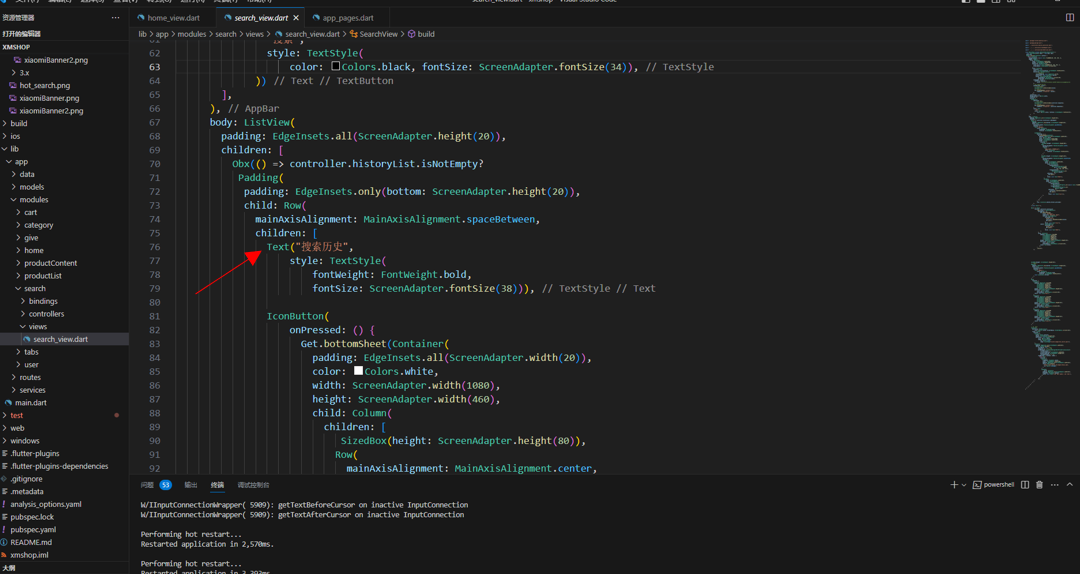 资源管理器
打开的编辑器
XMSHOP
xiaomiBanner2.png
3.x
hot_search.png
xiaomiBanner.png
xiaomiBanner2.png
build
ios
lib
app
data
models
modules
cart
category
give
home
productContent
productList
search
bindings
controllers
views
search_view.dart
tabs
user
routes
services
main.dart
test
web
windows
.flutter-plugins
.flutter-plugins-dependencies
.gitignore
.metadata
analysis_options.yaml
pubspec.lock
pubspec.yaml
README.md
xmshop.iml
大纲
home_view.dart
search_view.dart
app_pages.dart
lib > app > modules > search > views > search_view.dart > SearchView > build
62 style: TextStyle(
63 color: Colors.black, fontSize: ScreenAdapter.fontSize(34)), // TextStyle
64 )) // Text // TextButton
65 ],
66 ), // AppBar
67 body: ListView(
68 padding: EdgeInsets.all(ScreenAdapter.height(20)),
69 children: [
70 Obx(() => controller.historyList.isNotEmpty?
71 Padding(
72 padding: EdgeInsets.only(bottom: ScreenAdapter.height(20)),
73 child: Row(
74 mainAxisAlignment: MainAxisAlignment.spaceBetween,
75 children: [
76 Text("搜索历史",
77 style: TextStyle(
78 fontWeight: FontWeight.bold,
79 fontSize: ScreenAdapter.fontSize(38))), // TextStyle // Text
80
81 IconButton(
82 onPressed: () {
83 Get.bottomSheet(Container(
84 padding: EdgeInsets.all(ScreenAdapter.width(20)),
85 color: Colors.white,
86 width: ScreenAdapter.width(1080),
87 height: ScreenAdapter.width(460),
88 child: Column(
89 children: [
90 SizedBox(height: ScreenAdapter.height(80)),
91 Row(
92 mainAxisAlignment: MainAxisAlignment.center,
问题 53 输出 终端 调试控制台
powershell
W/IInputConnectionWrapper( 5909): getTextBeforeCursor on inactive InputConnection
W/IInputConnectionWrapper( 5909): getTextAfterCursor on inactive InputConnection
Performing hot restart...
Restarted application in 2,570ms.
Performing hot restart...